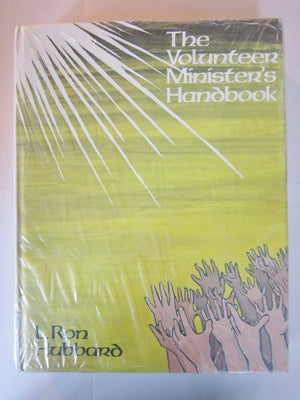 The
Volunteer
Minister's
Handbook
L. Ron
Hubbard